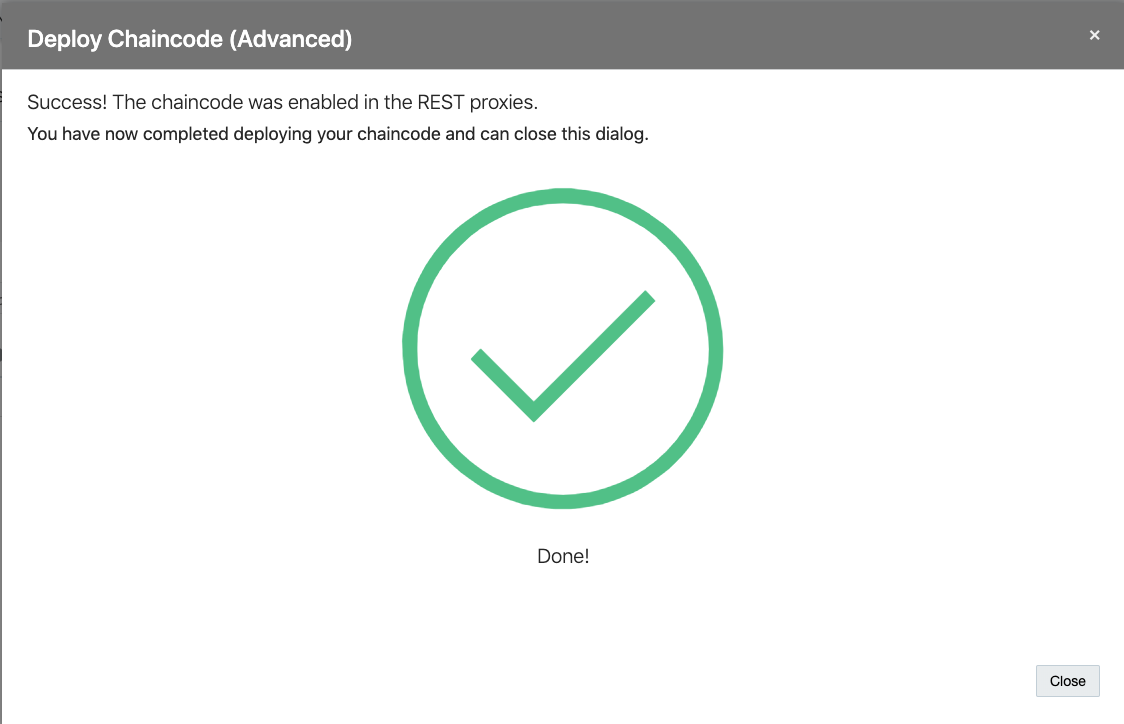 Deploy Chaincode (Advanced)
×
Success! The chaincode was enabled in the REST proxies.
You have now completed deploying your chaincode and can close this dialog.
Done!
Close